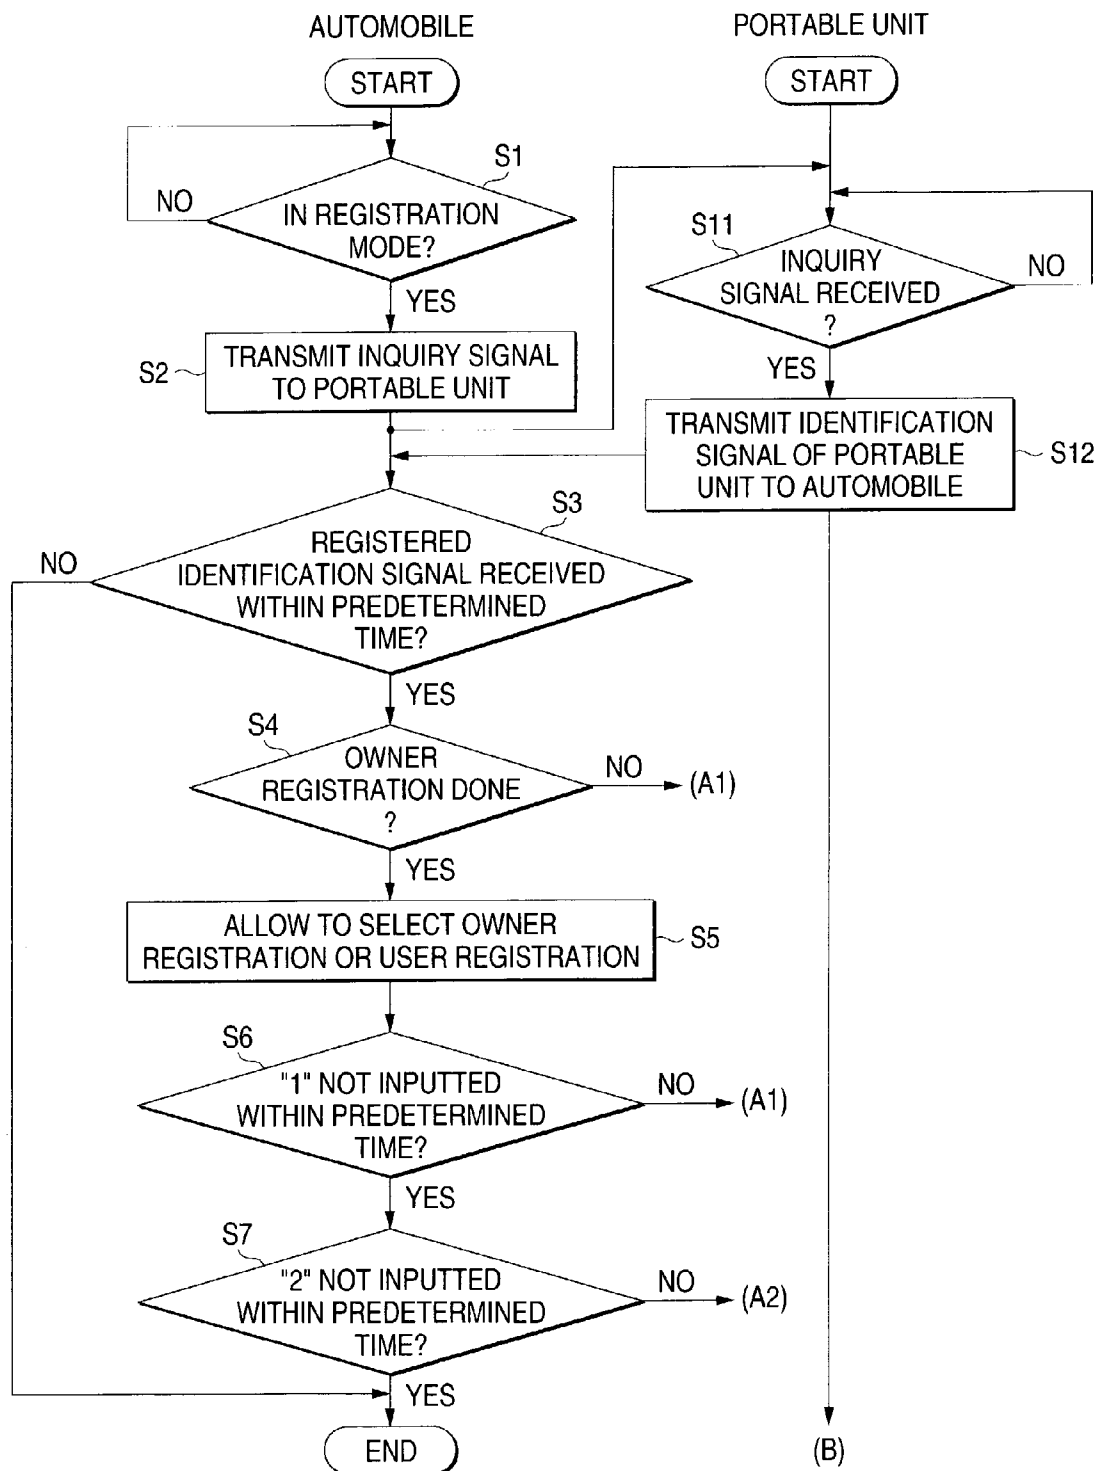 AUTOMOBILE
START
S1
IN REGISTRATION
MODE?
NO
YES
S2
TRANSMIT INQUIRY SIGNAL
TO PORTABLE UNIT
S3
REGISTERED
IDENTIFICATION SIGNAL RECEIVED
WITHIN PREDETERMINED
TIME?
NO
YES
S4
OWNER
REGISTRATION DONE
?
NO
(A1)
YES
ALLOW TO SELECT OWNER
REGISTRATION OR USER REGISTRATION
S5
S6
"1" NOT INPUTTED
WITHIN PREDETERMINED
TIME?
NO
(A1)
YES
S7
"2" NOT INPUTTED
WITHIN PREDETERMINED
TIME?
NO
(A2)
YES
END
PORTABLE UNIT
START
S11
INQUIRY
SIGNAL RECEIVED
?
NO
YES
TRANSMIT IDENTIFICATION
SIGNAL OF PORTABLE
UNIT TO AUTOMOBILE
S12
(B)